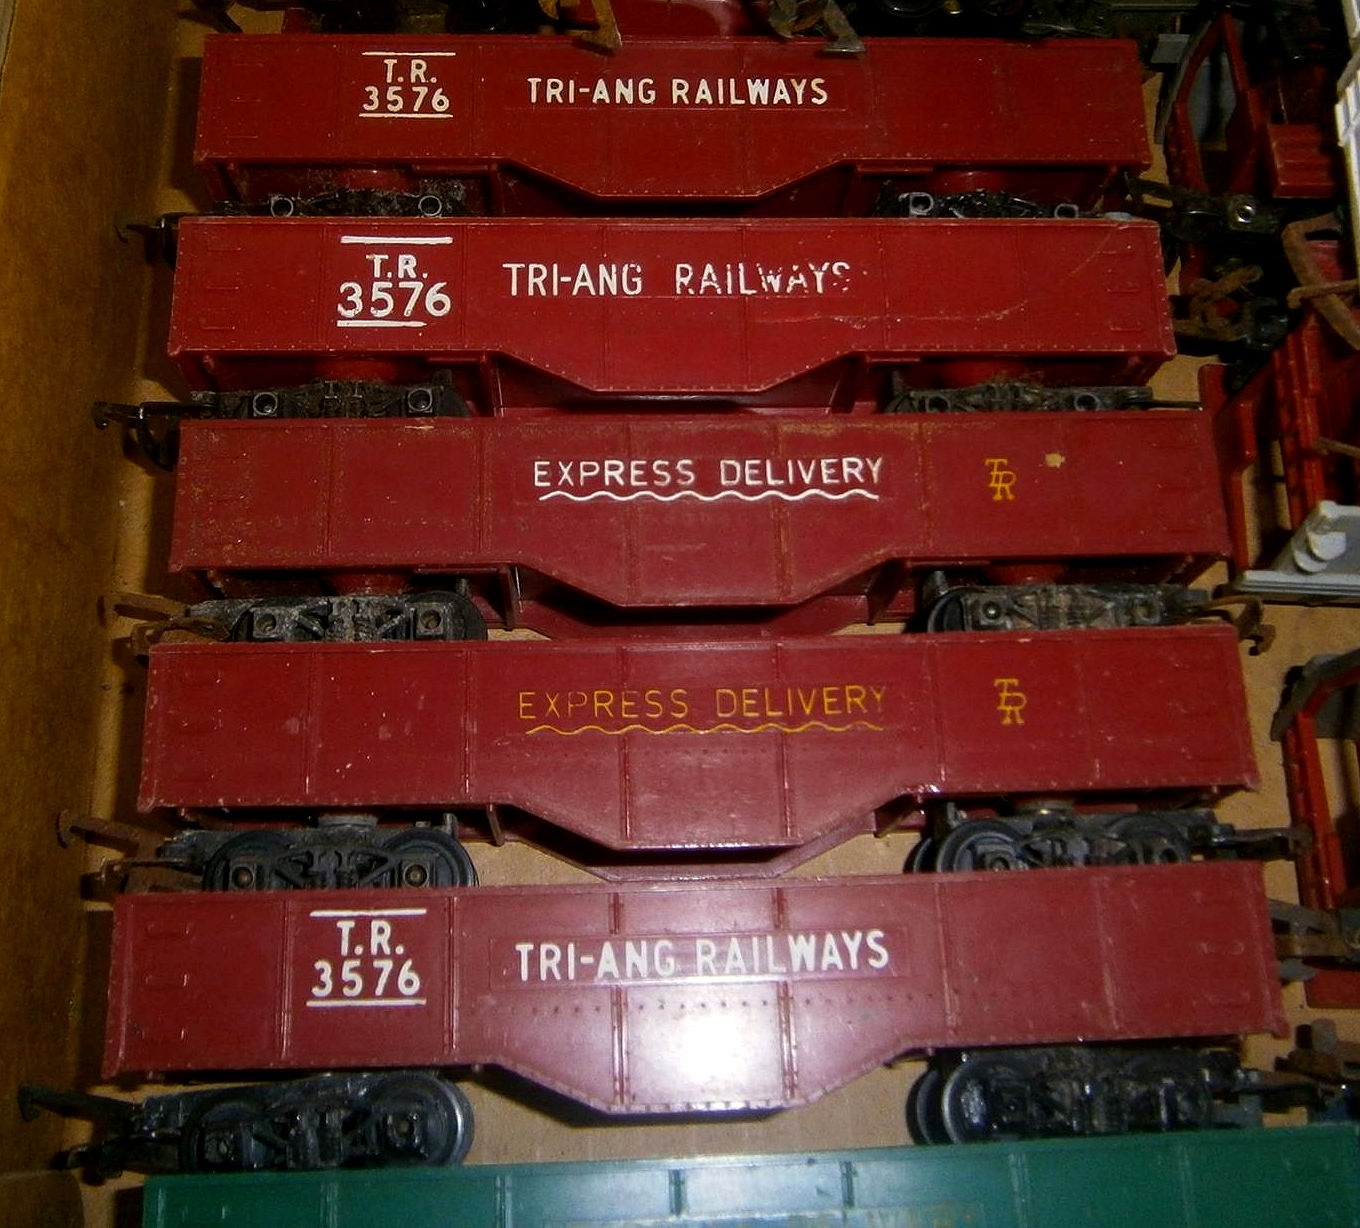 T.R.
3576
TRI-ANG RAILWAYS
T.R.
3576
TRI-ANG RAILWAYS
EXPRESS DELIVERY
TR
EXPRESS DELIVERY
TR
T.R.
3576
TRI-ANG RAILWAYS